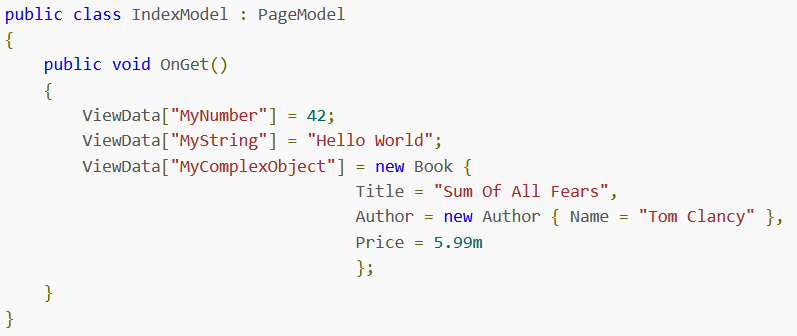 public class IndexModel : PageModel
{
    public void OnGet()
    {
        ViewData["MyNumber"] = 42;
        ViewData["MyString"] = "Hello World";
        ViewData["MyComplexObject"] = new Book {
                                    Title = "Sum Of All Fears",
                                    Author = new Author { Name = "Tom Clancy" },
                                    Price = 5.99m
                                    };
    }
}